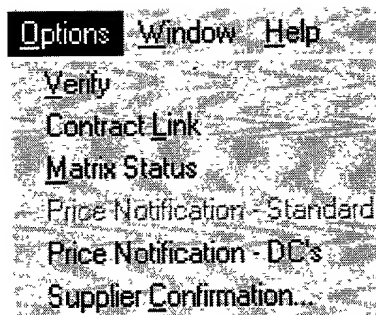 Options Window Help
Verify
Contract Link
Matrix Status
Price Notification - Standard
Price Notification - DC's
Supplier Confirmation...